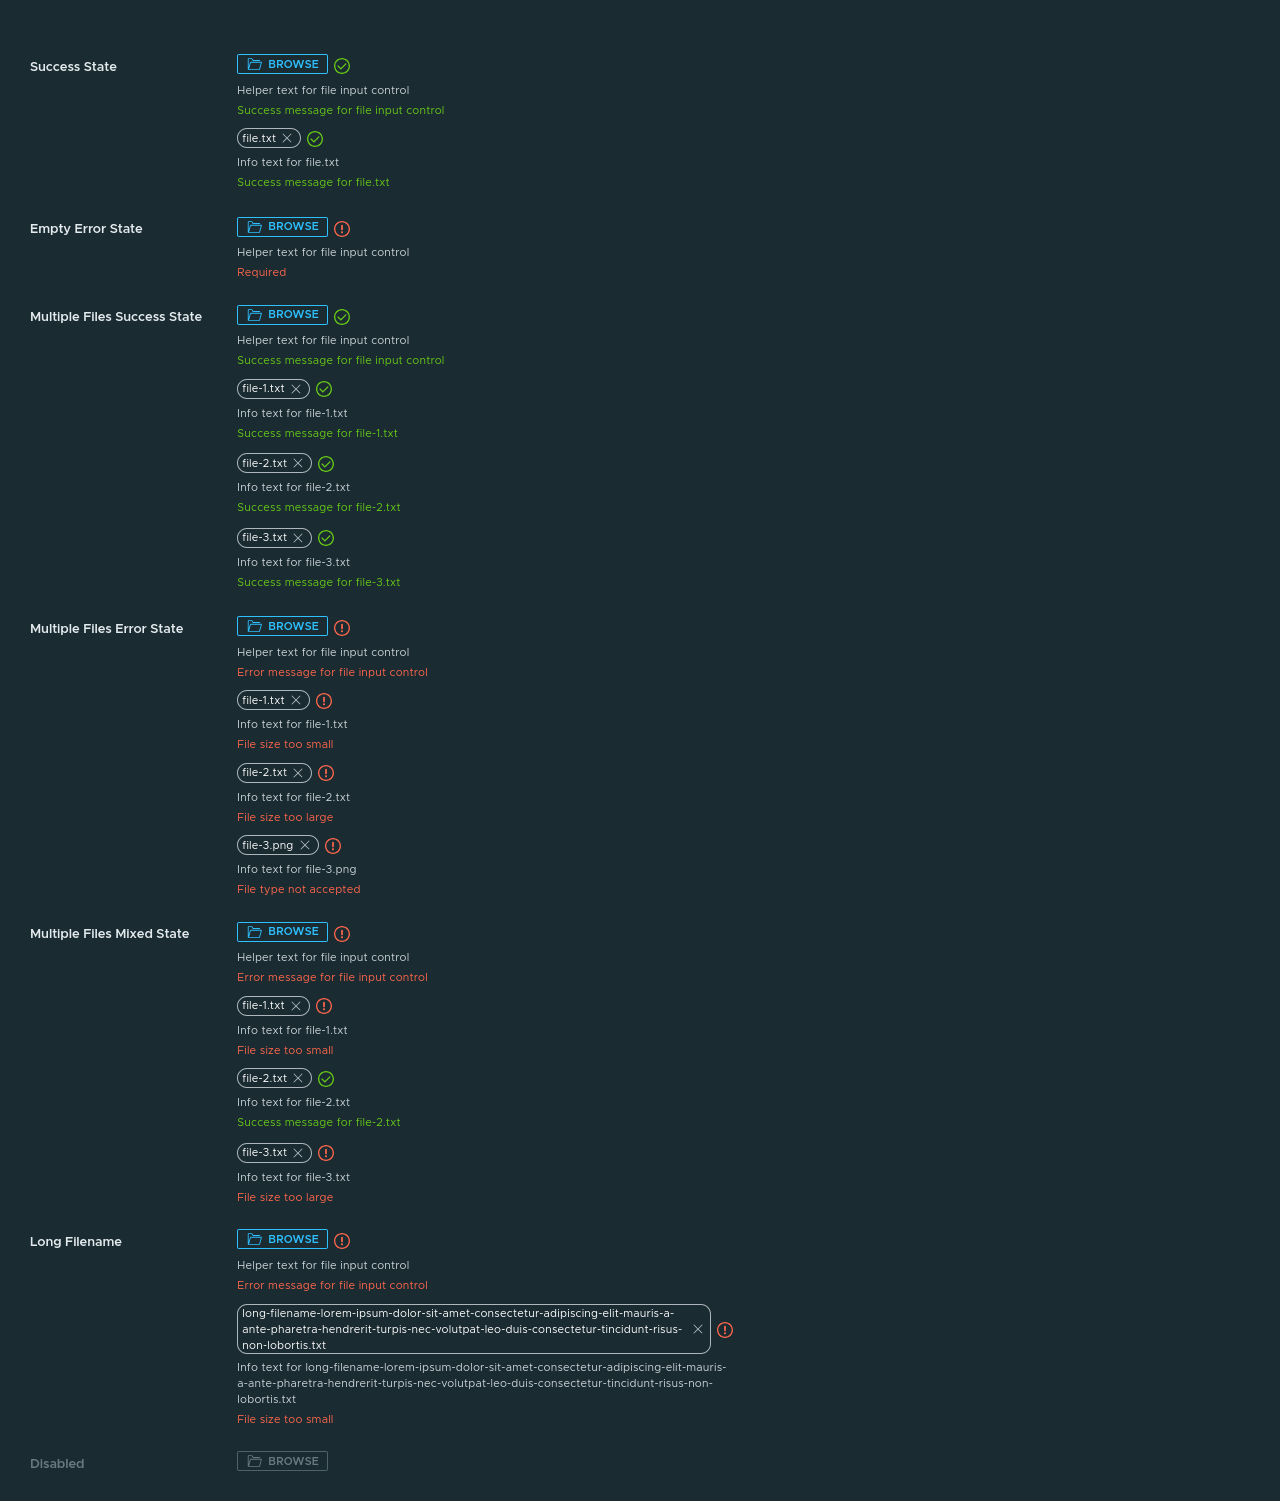 Success State
BROWSE
Helper text for file input control
Success message for file input control
file.txt
Info text for file.txt
Success message for file.txt
Empty Error State
BROWSE
Helper text for file input control
Required
Multiple Files Success State
BROWSE
Helper text for file input control
Success message for file input control
file-1.txt
Info text for file-1.txt
Success message for file-1.txt
file-2.txt
Info text for file-2.txt
Success message for file-2.txt
file-3.txt
Info text for file-3.txt
Success message for file-3.txt
Multiple Files Error State
BROWSE
Helper text for file input control
Error message for file input control
file-1.txt
Info text for file-1.txt
File size too small
file-2.txt
Info text for file-2.txt
File size too large
file-3.png
Info text for file-3.png
File type not accepted
Multiple Files Mixed State
BROWSE
Helper text for file input control
Error message for file input control
file-1.txt
Info text for file-1.txt
File size too small
file-2.txt
Info text for file-2.txt
Success message for file-2.txt
file-3.txt
Info text for file-3.txt
File size too large
Long Filename
BROWSE
Helper text for file input control
Error message for file input control
long-filename-lorem-ipsum-dolor-sit-amet-consectetur-adipiscing-elit-mauris-a-
ante-pharetra-hendrerit-turpis-nec-volutpat-leo-duis-consectetur-tincidunt-risus-
non-lobortis.txt
Info text for long-filename-lorem-ipsum-dolor-sit-amet-consectetur-adipiscing-elit-mauris-
a-ante-pharetra-hendrerit-turpis-nec-volutpat-leo-duis-consectetur-tincidunt-risus-non-
lobortis.txt
File size too small
Disabled
BROWSE